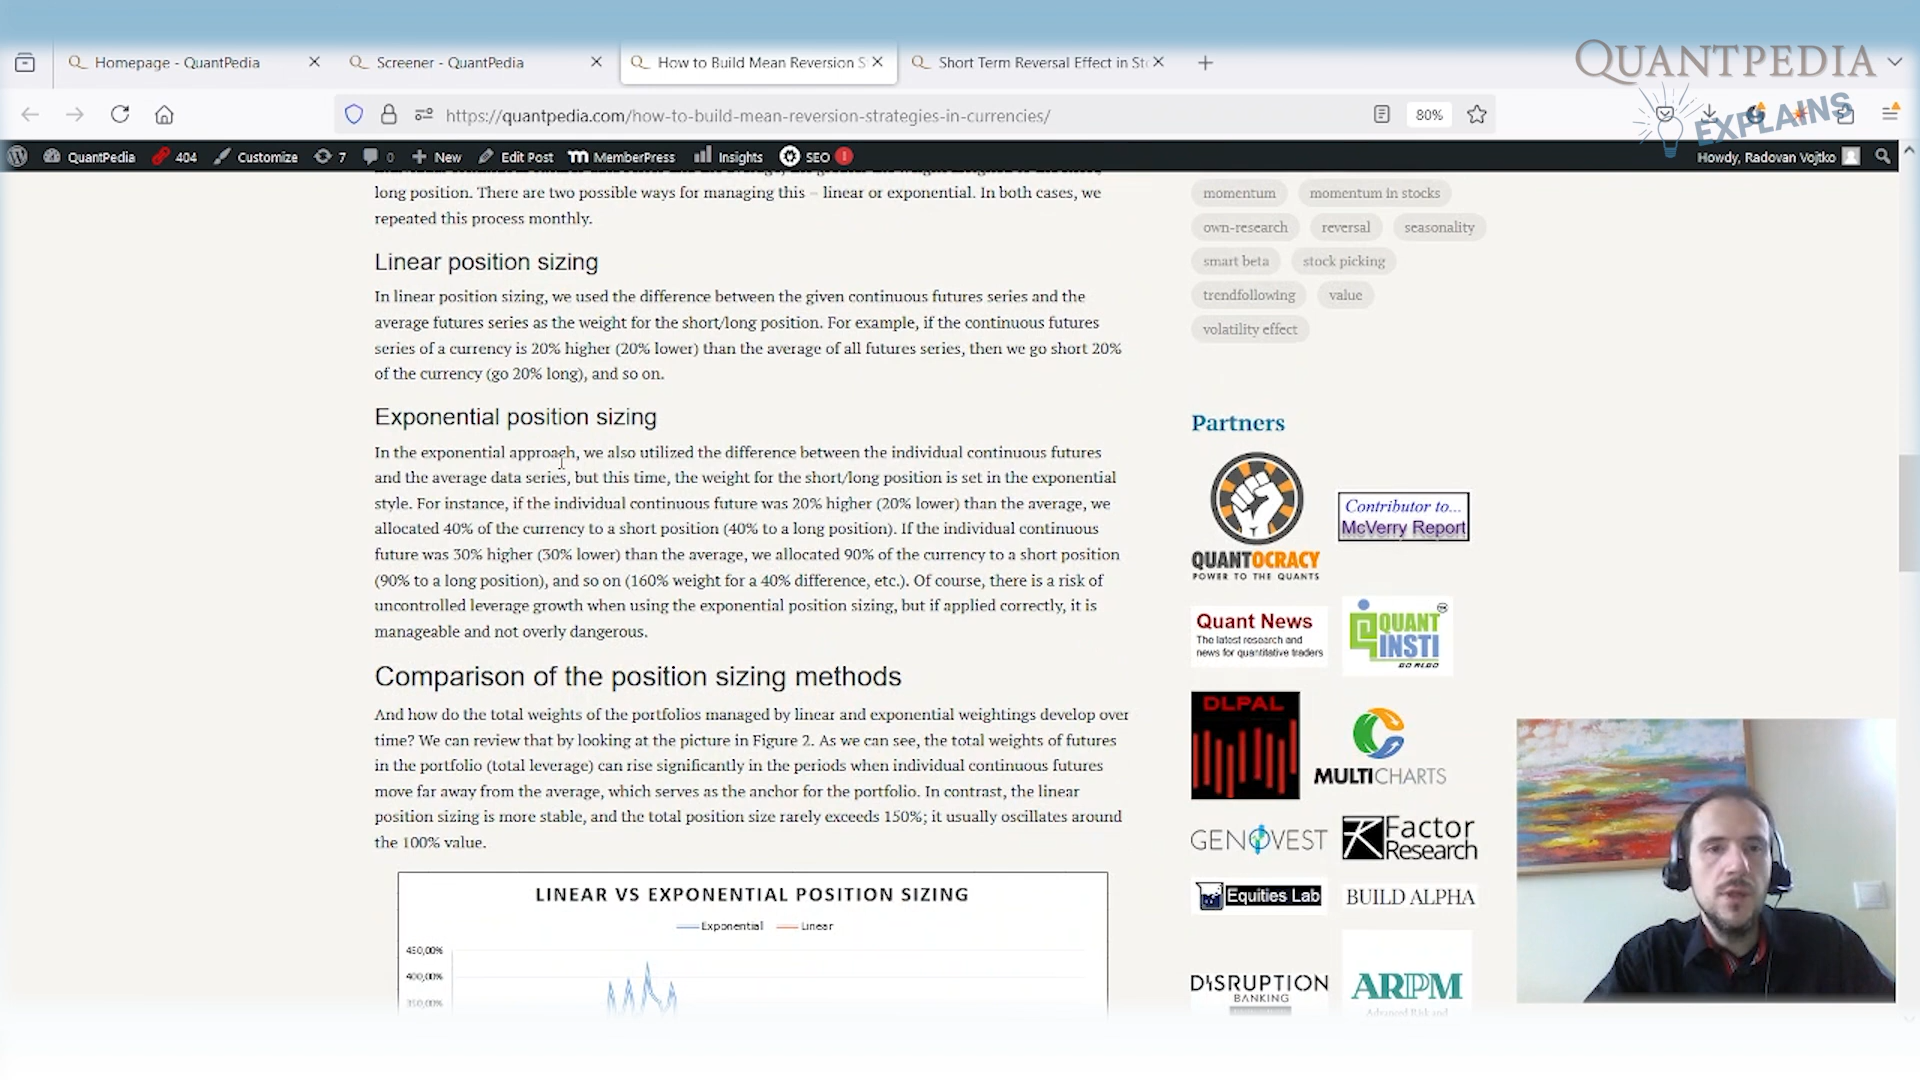 Homepage - QuantPedia
Screener - QuantPedia
How to Build Mean Reversion S
Short Term Reversal Effect in St
QUANTPEDIA
EXPLAINS
https://quantpedia.com/how-to-build-mean-reversion-strategies-in-currencies/
80%
QuantPedia
404
Customize
7
0
New
Edit Post
MemberPress
Insights
SEO
1
Howdy, Radovan Vojtko
long position. There are two possible ways for managing this – linear or exponential. In both cases, we
repeated this process monthly.
Linear position sizing
In linear position sizing, we used the difference between the given continuous futures series and the
average futures series as the weight for the short/long position. For example, if the continuous futures
series of a currency is 20% higher (20% lower) than the average of all futures series, then we go short 20%
of the currency (go 20% long), and so on.
Exponential position sizing
In the exponential approach, we also utilized the difference between the individual continuous futures
and the average data series, but this time, the weight for the short/long position is set in the exponential
style. For instance, if the individual continuous future was 20% higher (20% lower) than the average, we
allocated 40% of the currency to a short position (40% to a long position). If the individual continuous
future was 30% higher (30% lower) than the average, we allocated 90% of the currency to a short position
(90% to a long position), and so on (160% weight for a 40% difference, etc.). Of course, there is a risk of
uncontrolled leverage growth when using the exponential position sizing, but if applied correctly, it is
manageable and not overly dangerous.
Comparison of the position sizing methods
And how do the total weights of the portfolios managed by linear and exponential weightings develop over
time? We can review that by looking at the picture in Figure 2. As we can see, the total weights of futures
in the portfolio (total leverage) can rise significantly in the periods when individual continuous futures
move far away from the average, which serves as the anchor for the portfolio. In contrast, the linear
position sizing is more stable, and the total position size rarely exceeds 150%; it usually oscillates around
the 100% value.
LINEAR VS EXPONENTIAL POSITION SIZING
Exponential
Linear
450,00%
400,00%
350,00%
momentum
momentum in stocks
own-research
reversal
seasonality
smart beta
stock picking
trendfollowing
value
volatility effect
Partners
QUANTOCRACY
POWER TO THE QUANTS
Contributor to...
McVerry Report
Quant News
The latest research and
news for quantitative traders
QUANT
INSTI
DLPAL
MULTICHARTS
GENOVEST
Factor
Research
Equities Lab
BUILD ALPHA
DISRUPTION
BANKING
ARPM
Advanced Risk and